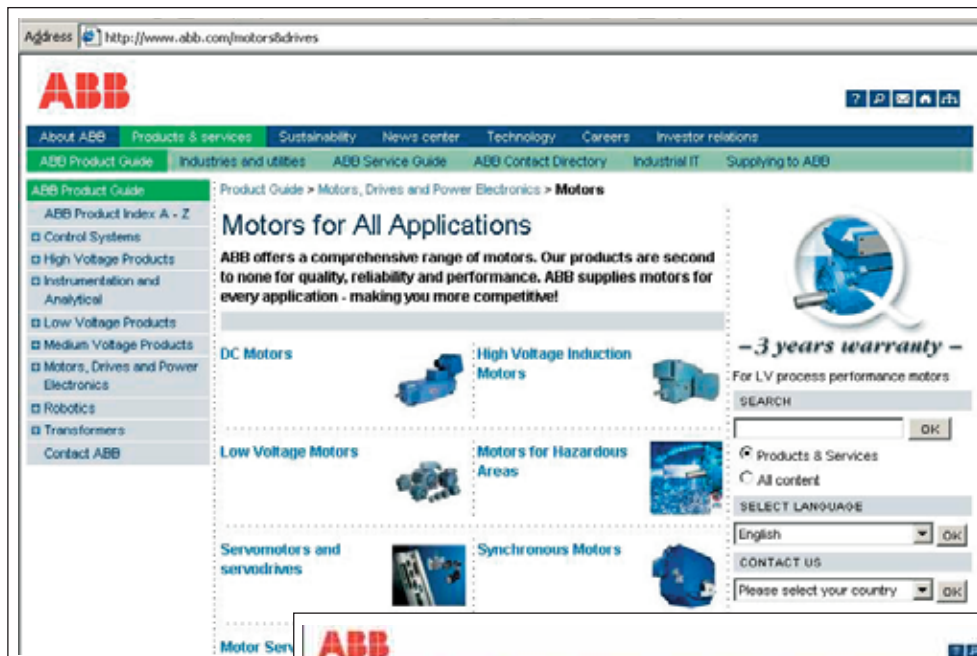 Address http://www.abb.com/motors&drives
ABB
About ABB Products & services Sustainability News center Technology Careers Investor relations
ABB Product Guide Industries and utilities ABB Service Guide ABB Contact Directory Industrial IT Supplying to ABB
ABB Product Guide
ABB Product Index A - Z
Control Systems
High Voltage Products
Instrumentation and
Analytical
Low Voltage Products
Medium Voltage Products
Motors, Drives and Power
Electronics
Robotics
Transformers
Contact ABB
Product Guide > Motors, Drives and Power Electronics > Motors
Motors for All Applications
ABB offers a comprehensive range of motors. Our products are second
to none for quality, reliability and performance. ABB supplies motors for
every application - making you more competitive!
DC Motors
High Voltage Induction
Motors
Low Voltage Motors
Motors for Hazardous
Areas
Servomotors and
servodrives
Synchronous Motors
Motor Serv
– 3 years warranty –
For LV process performance motors
SEARCH
OK
Products & Services
All content
SELECT LANGUAGE
English OK
CONTACT US
Please select your country OK
ABB